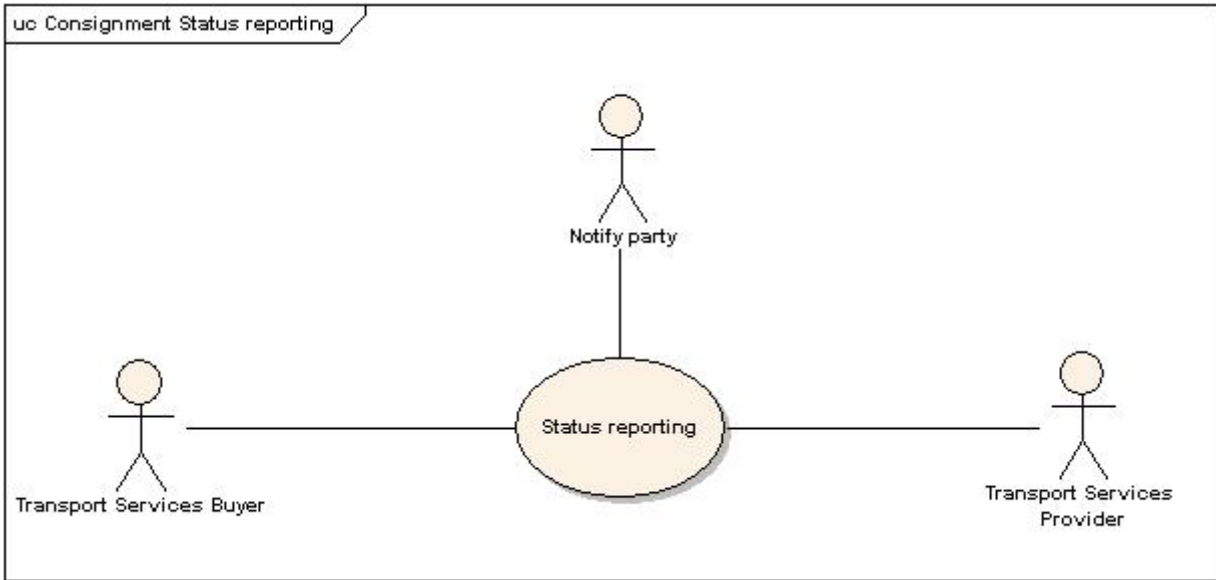 uc Consignment Status reporting
Notify party
Status reporting
Transport Services Buyer
Transport Services
Provider